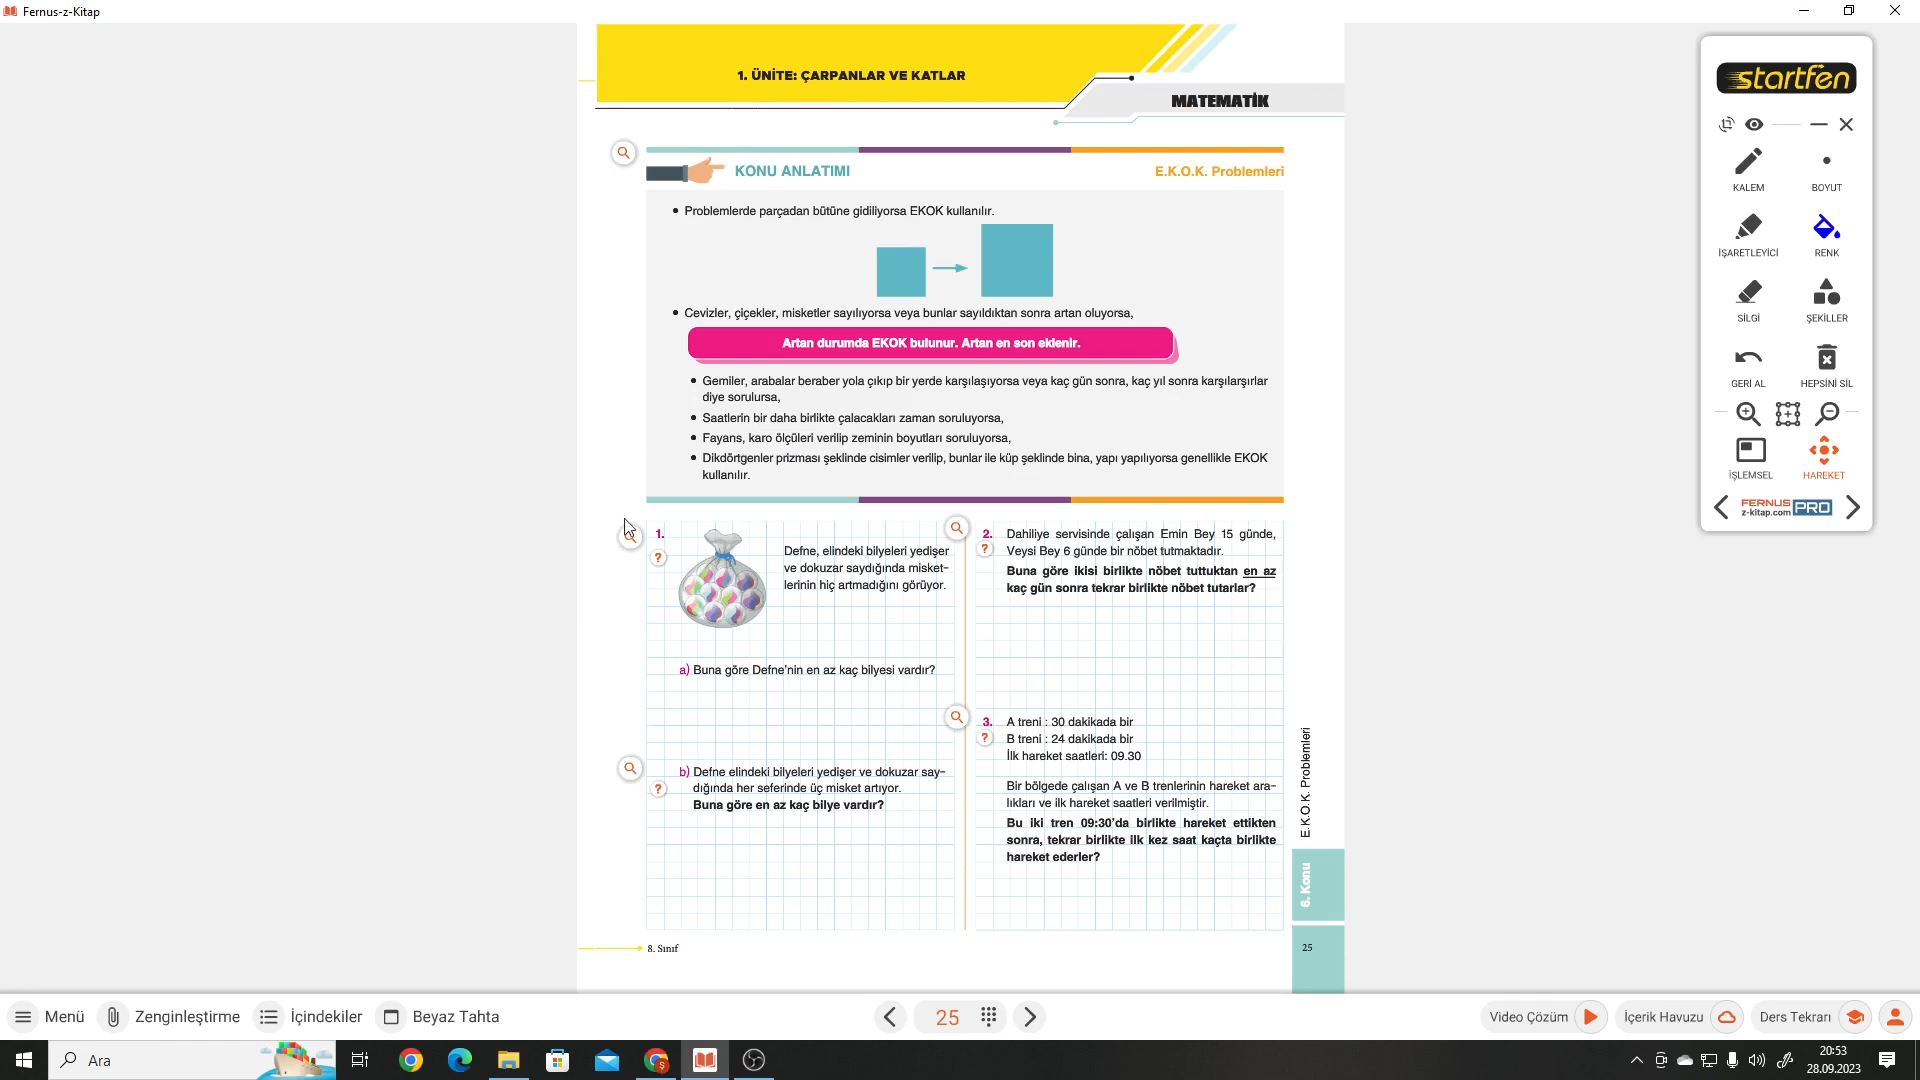 Fernus-z-Kitap
1. ÜNİTE: ÇARPANLAR VE KATLAR
MATEMATİK
KONU ANLATIMI
E.K.O.K. Problemleri
• Problemlerde parçadan bütüne gidiliyorsa EKOK kullanılır.
• Cevizler, çiçekler, misketler sayılıyorsa veya bunlar sayıldıktan sonra artan oluyorsa,
Artan durumda EKOK bulunur. Artan en son eklenir.
• Gemiler, arabalar beraber yola çıkıp bir yerde karşılaşıyorsa veya kaç gün sonra, kaç yıl sonra karşılarşırlar
diye sorulursa,
• Saatlerin bir daha birlikte çalacakları zaman soruluyorsa,
• Fayans, karo ölçüleri verilip zeminin boyutları soruluyorsa,
• Dikdörtgenler prizması şeklinde cisimler verilip, bunlar ile küp şeklinde bina, yapı yapılıyorsa genellikle EKOK
kullanılır.
1.
?
Defne, elindeki bilyeleri yedişer
ve dokuzar saydığında misket-
lerinin hiç artmadığını görüyor.
a) Buna göre Defne'nin en az kaç bilyesi vardır?
?
b) Defne elindeki bilyeleri yedişer ve dokuzar say-
dığında her seferinde üç misket artıyor.
Buna göre en az kaç bilye vardır?
2. Dahiliye servisinde çalışan Emin Bey 15 günde,
? Veysi Bey 6 günde bir nöbet tutmaktadır.
Buna göre ikisi birlikte nöbet tuttuktan en az
kaç gün sonra tekrar birlikte nöbet tutarlar?
3. A treni : 30 dakikada bir
? B treni : 24 dakikada bir
İlk hareket saatleri: 09.30
Bir bölgede çalışan A ve B trenlerinin hareket ara-
lıkları ve ilk hareket saatleri verilmiştir.
Bu iki tren 09:30'da birlikte hareket ettikten
sonra, tekrar birlikte ilk kez saat kaçta birlikte
hareket ederler?
E.K.O.K. Problemleri
6. Konu
8. Sınıf
25
startfen
KALEM
BOYUT
İŞARETLEYİCİ
RENK
SİLGİ
ŞEKİLLER
GERİ AL
HEPSİNİ SİL
İŞLEMSEL
HAREKET
FERNUS PRO
z-kitap.com
Menü
Zenginleştirme
İçindekiler
Beyaz Tahta
25
Video Çözüm
İçerik Havuzu
Ders Tekrarı
Ara
20:53
28.09.2023